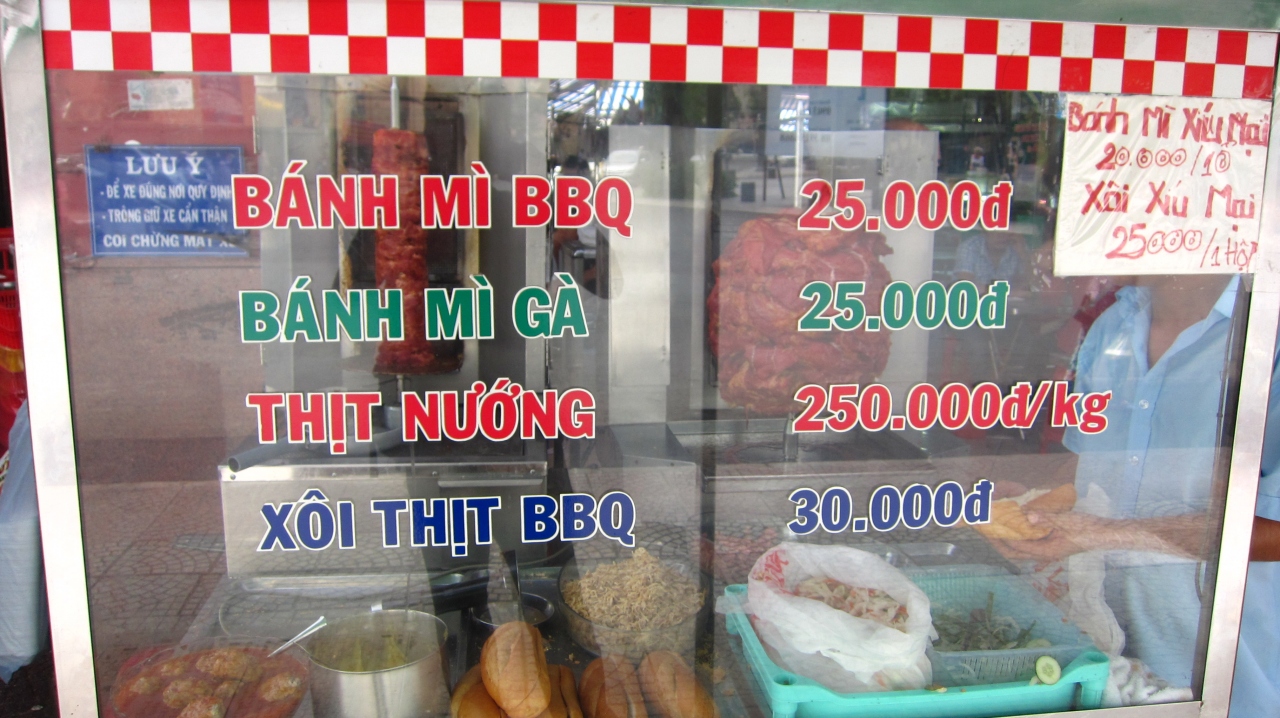 LƯU Ý
- ĐỂ XE ĐÚNG NƠI QUY ĐỊNH
- TRÔNG GIỮ XE CẨN THẬN
COI CHỪNG MẤT
BÁNH MÌ BBQ 25.000đ
BÁNH MÌ GÀ 25.000đ
THỊT NƯỚNG 250.000đ/kg
XÔI THỊT BBQ 30.000đ
Bánh Mì Xíu Mại
20.000/1ổ
Xôi Xíu Mại
25000/1 Hộp